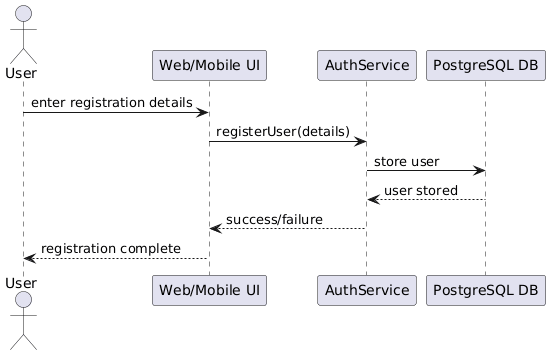 User
Web/Mobile UI
AuthService
PostgreSQL DB
enter registration details
registerUser(details)
store user
user stored
success/failure
registration complete
User
Web/Mobile UI
AuthService
PostgreSQL DB